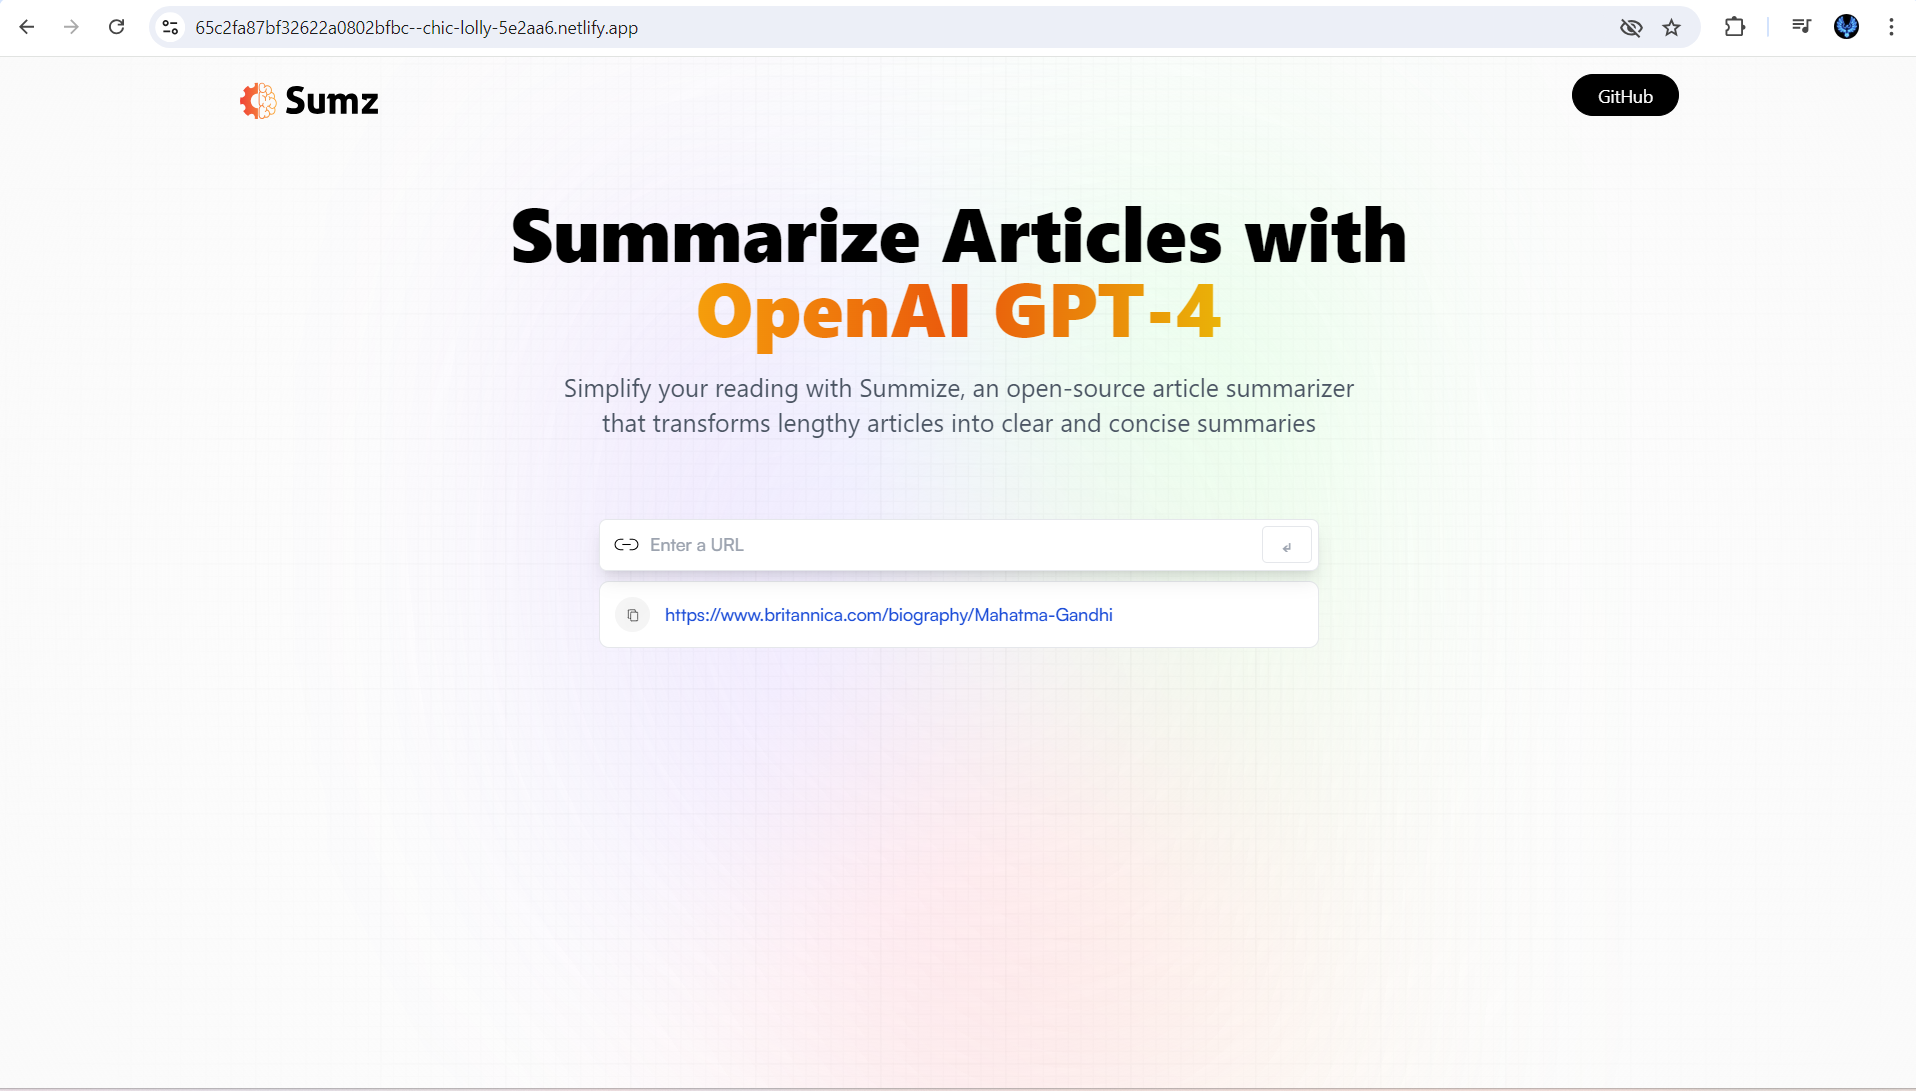 65c2fa87bf32622a0802bfbc--chic-lolly-5e2aa6.netlify.app
Sumz
GitHub
Summarize Articles with
OpenAI GPT-4
Simplify your reading with Summize, an open-source article summarizer
that transforms lengthy articles into clear and concise summaries
Enter a URL
https://www.britannica.com/biography/Mahatma-Gandhi